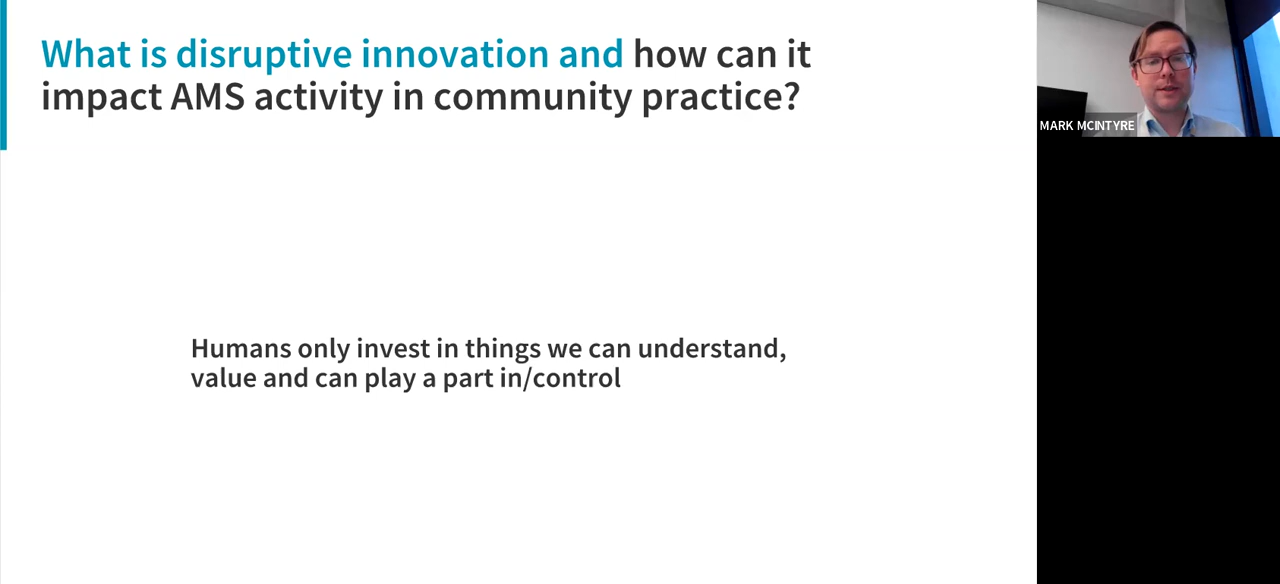 What is disruptive innovation and how can it
impact AMS activity in community practice?
MARK MCINTYRE
Humans only invest in things we can understand,
value and can play a part in/control